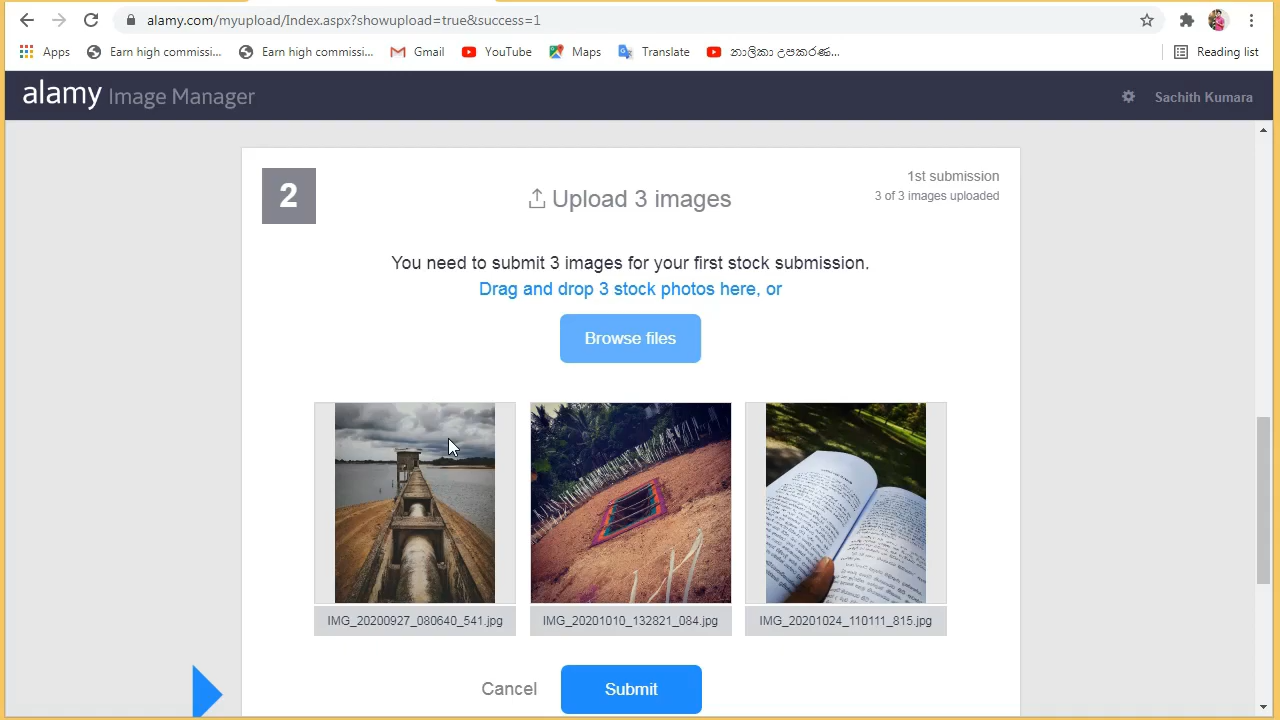 alamy.com/myupload/Index.aspx?showupload=true&success=1
Apps
Earn high commissi...
Earn high commissi...
Gmail
YouTube
Maps
Translate
නාලිකා උපකරණ...
Reading list
alamy Image Manager
Sachith Kumara
2
Upload 3 images
1st submission
3 of 3 images uploaded
You need to submit 3 images for your first stock submission.
Drag and drop 3 stock photos here, or
Browse files
IMG_20200927_080640_541.jpg
IMG_20201010_132821_084.jpg
IMG_20201024_110111_815.jpg
Cancel
Submit